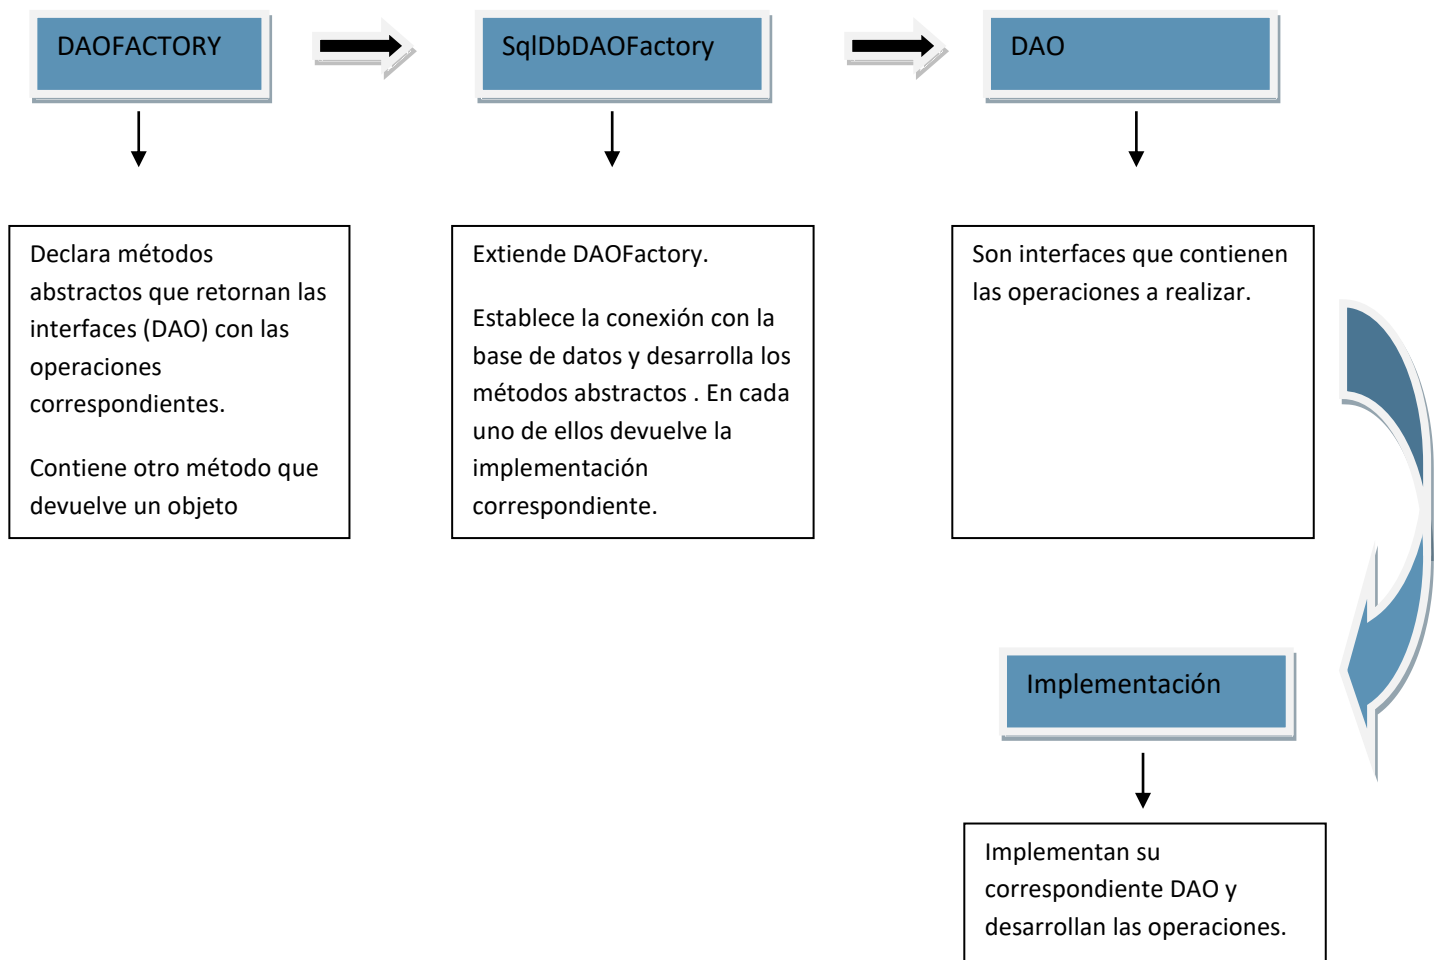 DAOFACTORY
SqlDbDAOFactory
DAO
Declara métodos
abstractos que retornan las
interfaces (DAO) con las
operaciones
correspondientes.
Contiene otro método que
devuelve un objeto
Extiende DAOFactory.
Establece la conexión con la
base de datos y desarrolla los
métodos abstractos . En cada
uno de ellos devuelve la
implementación
correspondiente.
Son interfaces que contienen
las operaciones a realizar.
Implementación
Implementan su
correspondiente DAO y
desarrollan las operaciones.